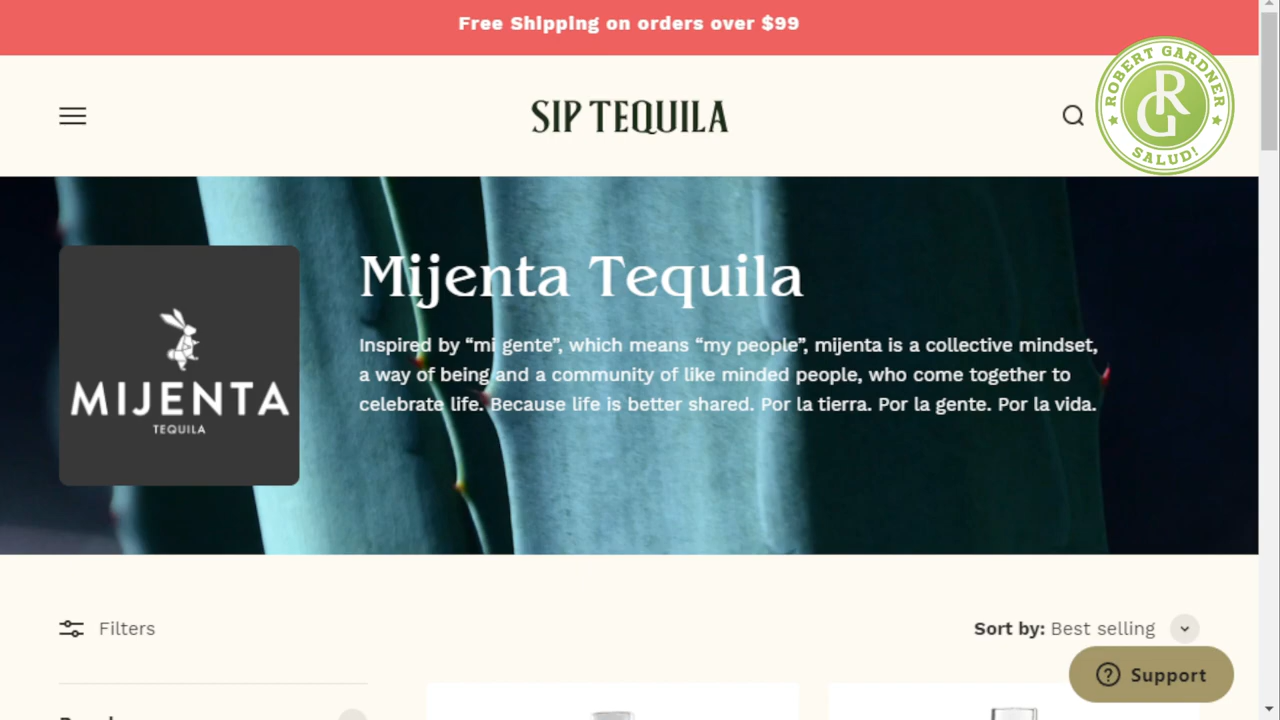 Free Shipping on orders over $99
SIP TEQUILA
ROBERT GARDNER
RG
SALUD!
Mijenta Tequila
MIJENTA
TEQUILA
Inspired by “mi gente”, which means “my people”, mijenta is a collective mindset,
a way of being and a community of like minded people, who come together to
celebrate life. Because life is better shared. Por la tierra. Por la gente. Por la vida.
Filters
Sort by: Best selling
Support